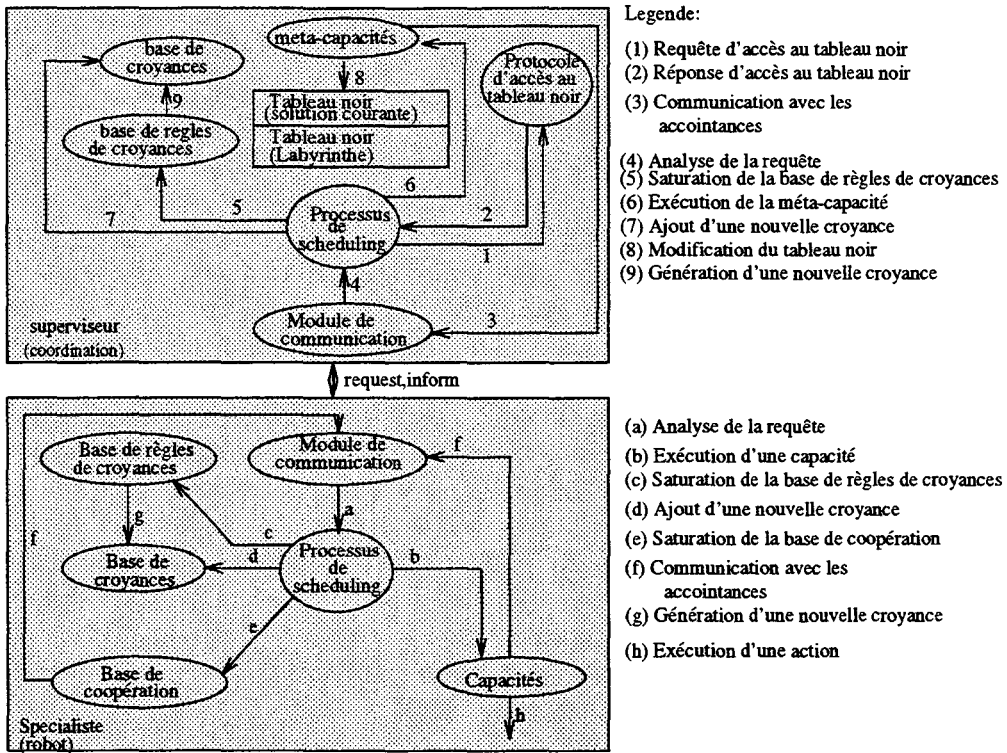 meta-capacités
base de
croyances
Protocole
d'accès au
tableau noir
8
9
Tableau noir
(solution courante)
Tableau noir
(Labyrinthe)
base de regles
de croyances
6
5
7
Processus
de
scheduling
2
1
4
3
Module de
communication
superviseur
(coordination)
request,inform
Base de règles
de croyances
Module de
communication
f
f
a
g
c
d
b
Processus
de
scheduling
Base de
croyances
e
Base de
coopération
Capacités
h
Specialiste
(robot)
Legende:
(1) Requête d'accès au tableau noir
(2) Réponse d'accès au tableau noir
(3) Communication avec les
accointances
(4) Analyse de la requête
(5) Saturation de la base de règles de croyances
(6) Exécution de la méta-capacité
(7) Ajout d'une nouvelle croyance
(8) Modification du tableau noir
(9) Génération d'une nouvelle croyance
(a) Analyse de la requête
(b) Exécution d'une capacité
(c) Saturation de la base de règles de croyances
(d) Ajout d'une nouvelle croyance
(e) Saturation de la base de coopération
(f) Communication avec les
accointances
(g) Génération d'une nouvelle croyance
(h) Exécution d'une action